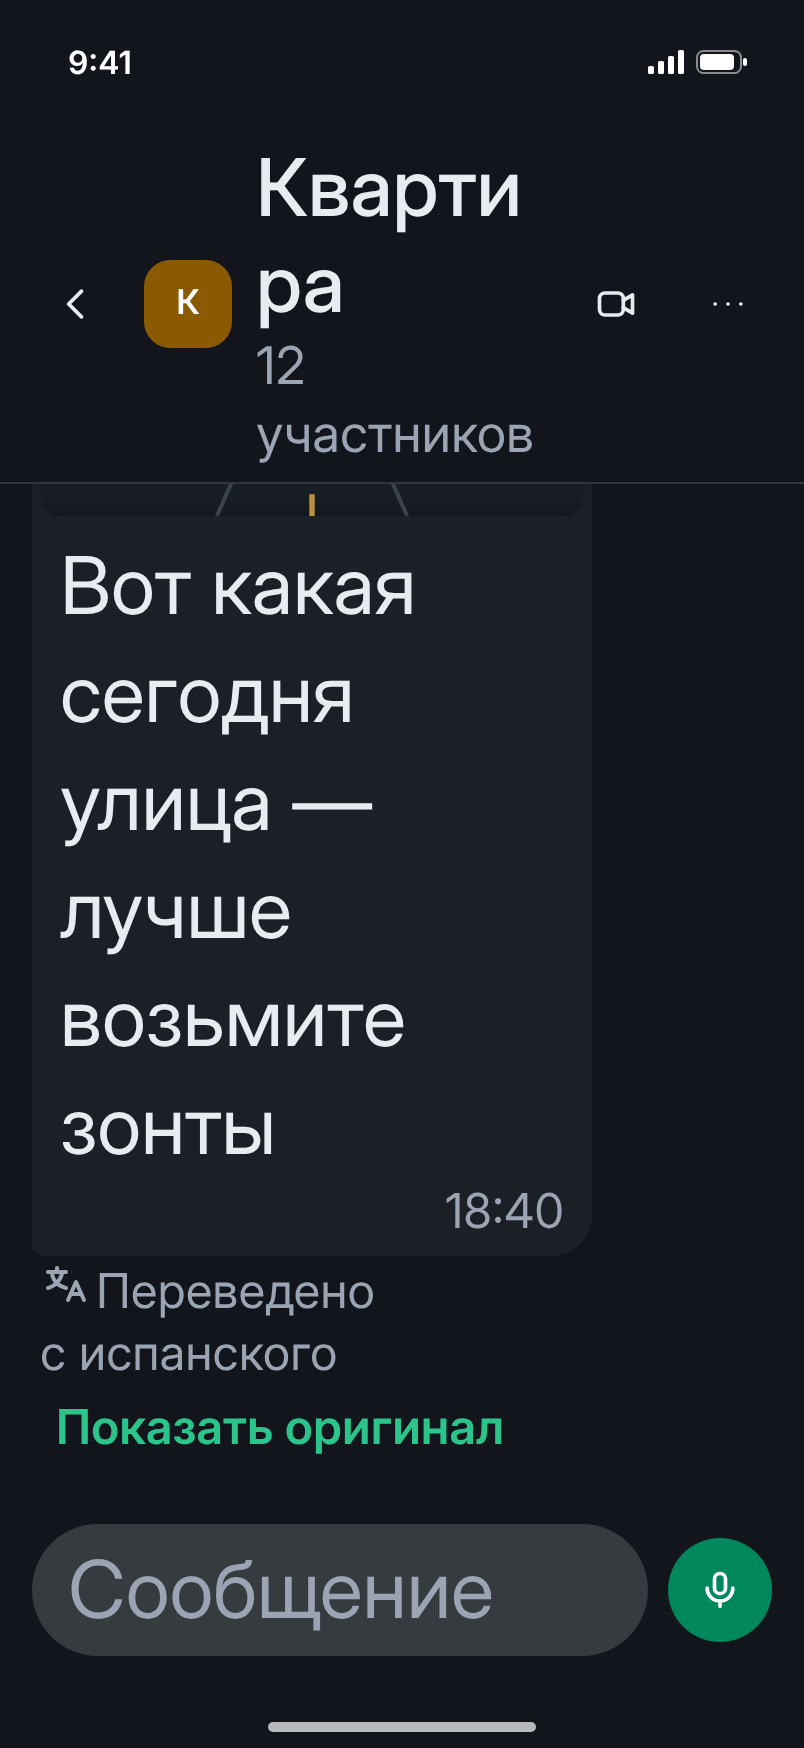 9:41
Кварти
ра
К
12
участников
Вот какая
сегодня
улица —
лучше
возьмите
зонты
18:40
Переведено
с испанского
Показать оригинал
Сообщение